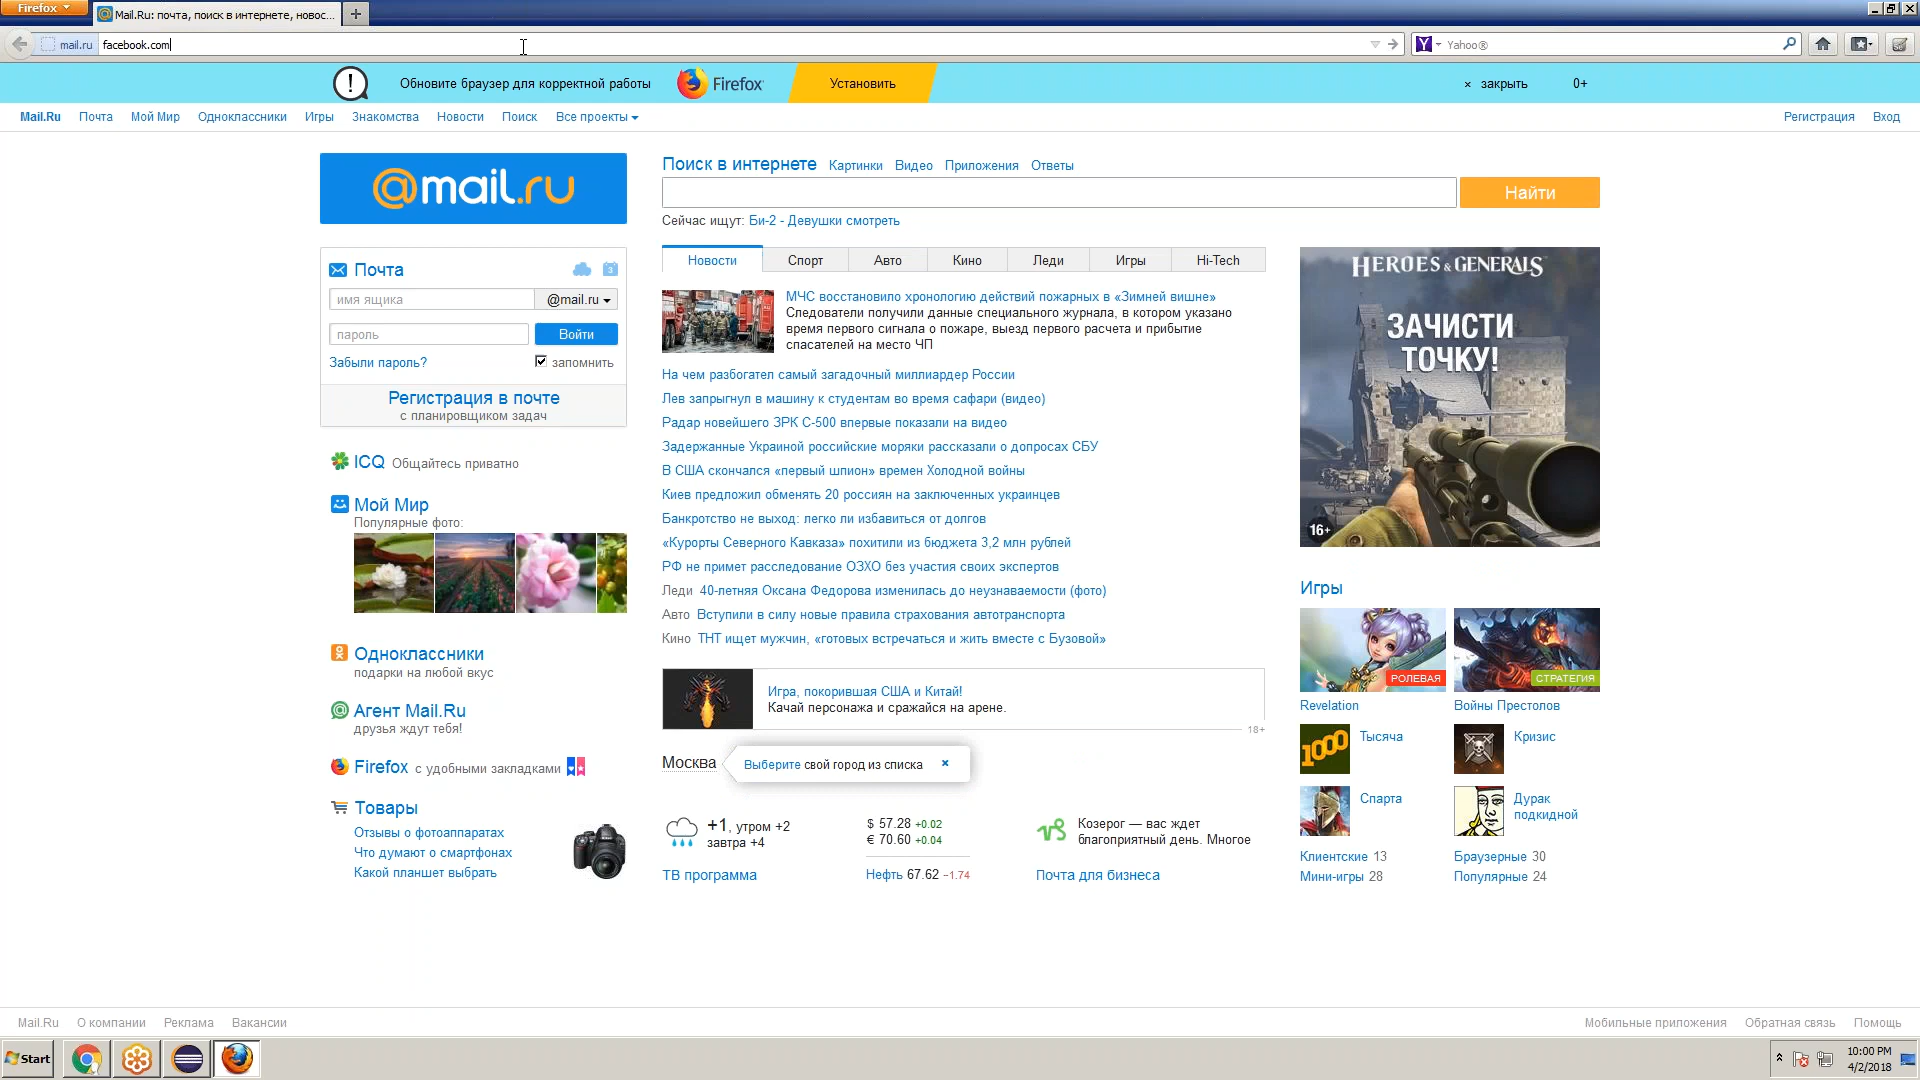 Firefox
Mail.Ru: почта, поиск в интернете, новос...
mail.ru
facebook.com
Yahoo®
Обновите браузер для корректной работы
Firefox
Установить
× закрыть
0+
Mail.Ru
Почта
Мой Мир
Одноклассники
Игры
Знакомства
Новости
Поиск
Все проекты
Регистрация
Вход
@mail.ru
Поиск в интернете
Картинки
Видео
Приложения
Ответы
Найти
Сейчас ищут: Би-2 - Девушки смотреть
Почта
3
имя ящика
@mail.ru
пароль
Войти
Забыли пароль?
запомнить
Регистрация в почте
с планировщиком задач
ICQ Общайтесь приватно
Мой Мир
Популярные фото:
Одноклассники
подарки на любой вкус
Агент Mail.Ru
друзья ждут тебя!
Firefox с удобными закладками
Товары
Отзывы о фотоаппаратах
Что думают о смартфонах
Какой планшет выбрать
Новости
Спорт
Авто
Кино
Леди
Игры
Hi-Tech
МЧС восстановило хронологию действий пожарных в «Зимней вишне»
Следователи получили данные специального журнала, в котором указано
время первого сигнала о пожаре, выезд первого расчета и прибытие
спасателей на место ЧП
На чем разбогател самый загадочный миллиардер России
Лев запрыгнул в машину к студентам во время сафари (видео)
Радар новейшего ЗРК С-500 впервые показали на видео
Задержанные Украиной российские моряки рассказали о допросах СБУ
В США скончался «первый шпион» времен Холодной войны
Киев предложил обменять 20 россиян на заключенных украинцев
Банкротство не выход: легко ли избавиться от долгов
«Курорты Северного Кавказа» похитили из бюджета 3,2 млн рублей
РФ не примет расследование ОЗХО без участия своих экспертов
Леди 40-летняя Оксана Федорова изменилась до неузнаваемости (фото)
Авто Вступили в силу новые правила страхования автотранспорта
Кино ТНТ ищет мужчин, «готовых встречаться и жить вместе с Бузовой»
Игра, покорившая США и Китай!
Качай персонажа и сражайся на арене.
18+
Москва
Выберите свой город из списка ×
+1, утром +2
завтра +4
$ 57.28 +0.02
€ 70.60 +0.04
Козерог — вас ждет
благоприятный день. Многое
ТВ программа
Нефть 67.62 −1.74
Почта для бизнеса
HEROES & GENERALS
ЗАЧИСТИ
ТОЧКУ!
16+
Игры
РОЛЕВАЯ
СТРАТЕГИЯ
Revelation
Войны Престолов
1000
Тысяча
Кризис
Спарта
Дурак
подкидной
Клиентские 13
Браузерные 30
Мини-игры 28
Популярные 24
Mail.Ru
О компании
Реклама
Вакансии
Мобильные приложения
Обратная связь
Помощь
Start
10:00 PM
4/2/2018